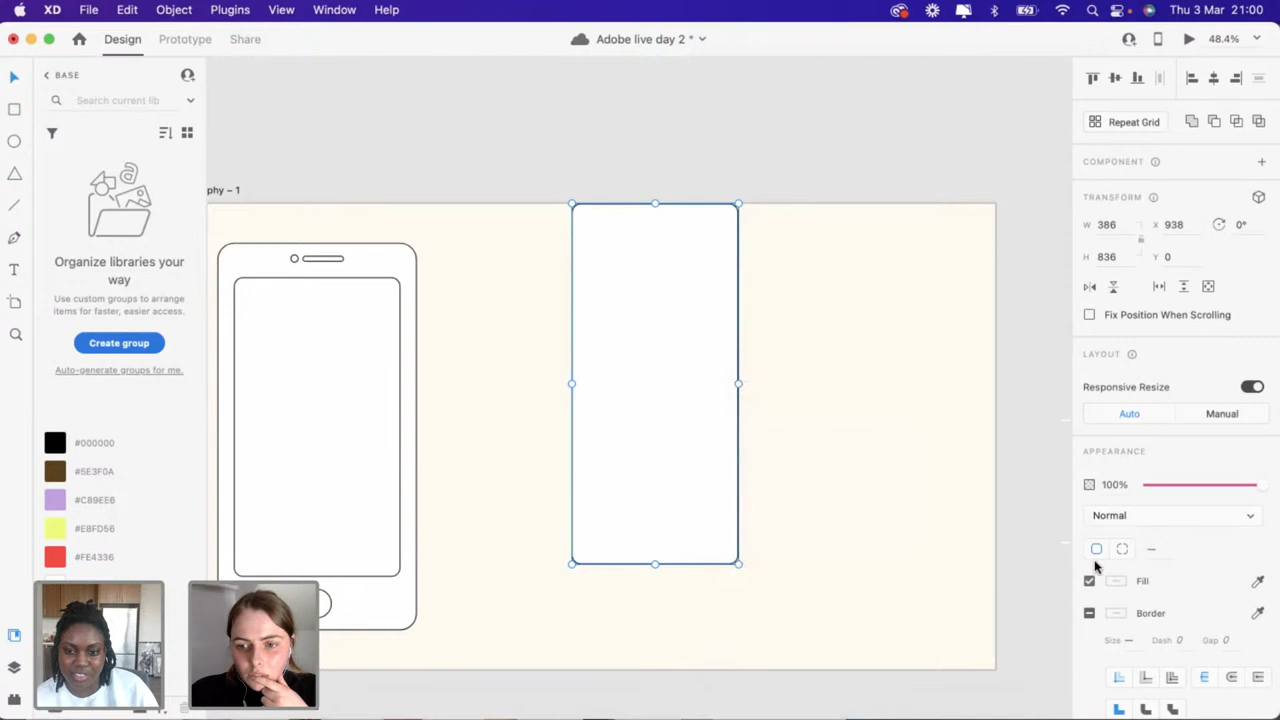 XD File Edit Object Plugins View Window Help
Thu 3 Mar 21:00
Design Prototype Share
Adobe live day 2 *
48.4%
BASE
Search current lib
Organize libraries your
way
Use custom groups to arrange
items for faster, easier access.
Create group
Auto-generate groups for me.
#000000
#5E3F0A
#C89EE6
#E8FD56
#FE4336
phy – 1
Repeat Grid
COMPONENT
TRANSFORM
W 386 X 938 0°
H 836 Y 0
Fix Position When Scrolling
LAYOUT
Responsive Resize
Auto Manual
APPEARANCE
100%
Normal
Fill
Border
Size – Dash 0 Gap 0